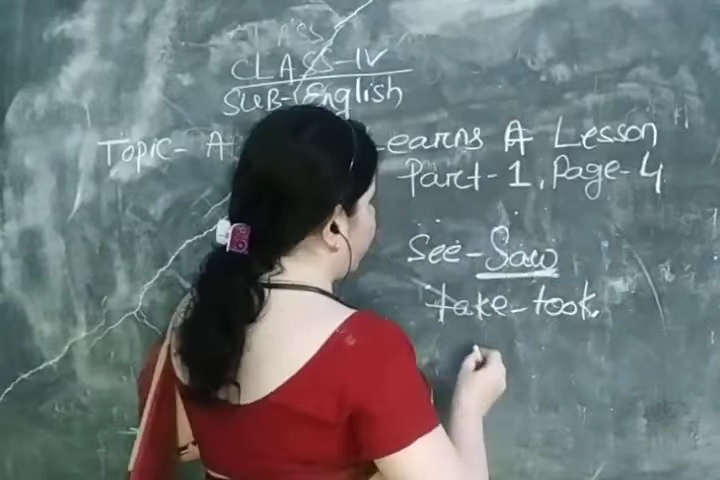 CLASS-IV
SUB-English
Topic- A Learns A Lesson
Part-1, Page-4
See-Saw
take-took.